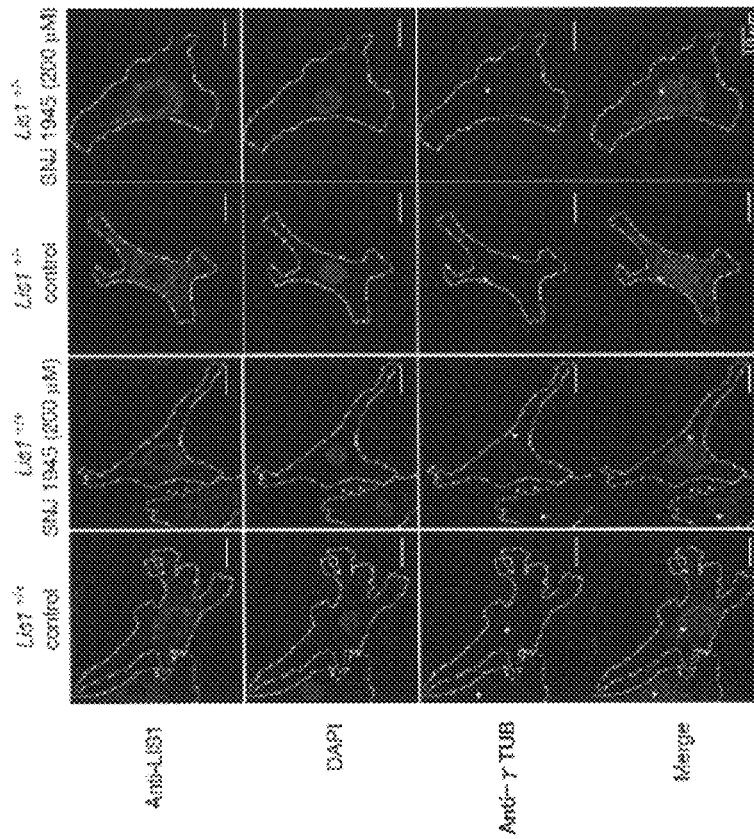 Lis1 +/+
control
Lis1 +/+
SNJ 1945 (200 µM)
Lis1 +/-
control
Lis1 +/-
SNJ 1945 (200 µM)
Anti-LIS1
DAPI
Anti-γ TUB
Merge